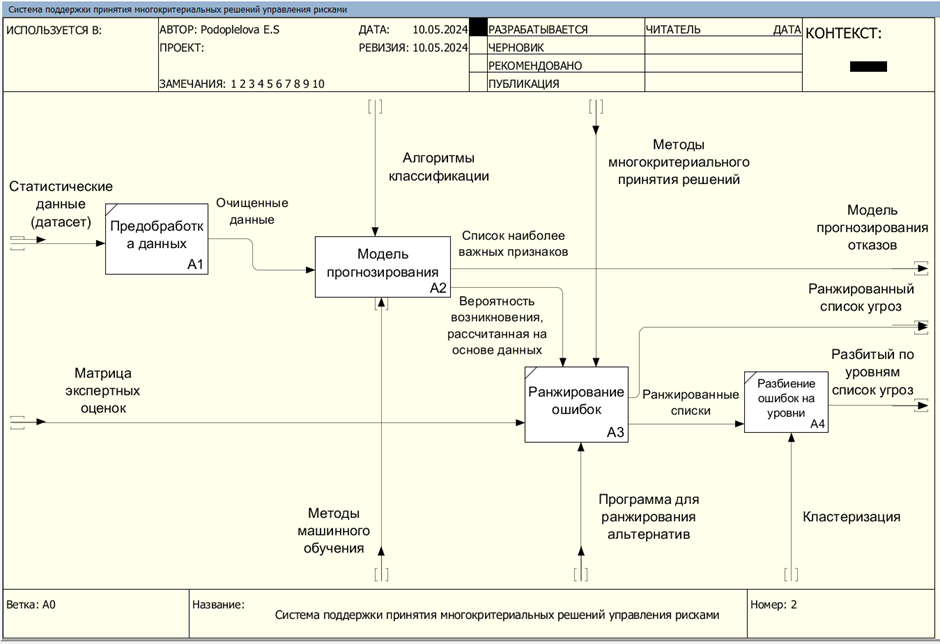 Система поддержки принятия многокритериальных решений управления рисками
ИСПОЛЬЗУЕТСЯ В:
АВТОР: Podoplelova E.S
ДАТА: 10.05.2024
ПРОЕКТ:
РЕВИЗИЯ: 10.05.2024
ЗАМЕЧАНИЯ: 1 2 3 4 5 6 7 8 9 10
РАЗРАБАТЫВАЕТСЯ
ЧЕРНОВИК
РЕКОМЕНДОВАНО
ПУБЛИКАЦИЯ
ЧИТАТЕЛЬ
ДАТА
КОНТЕКСТ:
Статистические
данные
(датасет)
Предобработк
а данных
A1
Очищенные
данные
Алгоритмы
классификации
Модель
прогнозирования
A2
Методы
многокритериального
принятия решений
Список наиболее
важных признаков
Вероятность
возникновения,
рассчитанная на
основе данных
Модель
прогнозирования
отказов
Ранжированный
список угроз
Разбитый по
уровням
список угроз
Матрица
экспертных
оценок
Ранжирование
ошибок
A3
Ранжированные
списки
Разбиение
ошибок на
уровни
A4
Методы
машинного
обучения
Программа для
ранжирования
альтернатив
Кластеризация
Ветка: A0
Название:
Система поддержки принятия многокритериальных решений управления рисками
Номер: 2